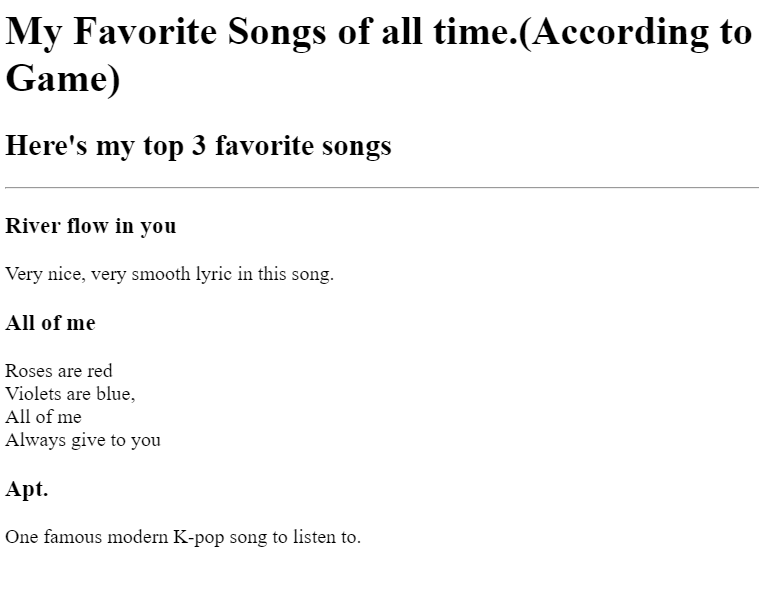 My Favorite Songs of all time.(According to
Game)
Here's my top 3 favorite songs
River flow in you
Very nice, very smooth lyric in this song.
All of me
Roses are red
Violets are blue,
All of me
Always give to you
Apt.
One famous modern K-pop song to listen to.